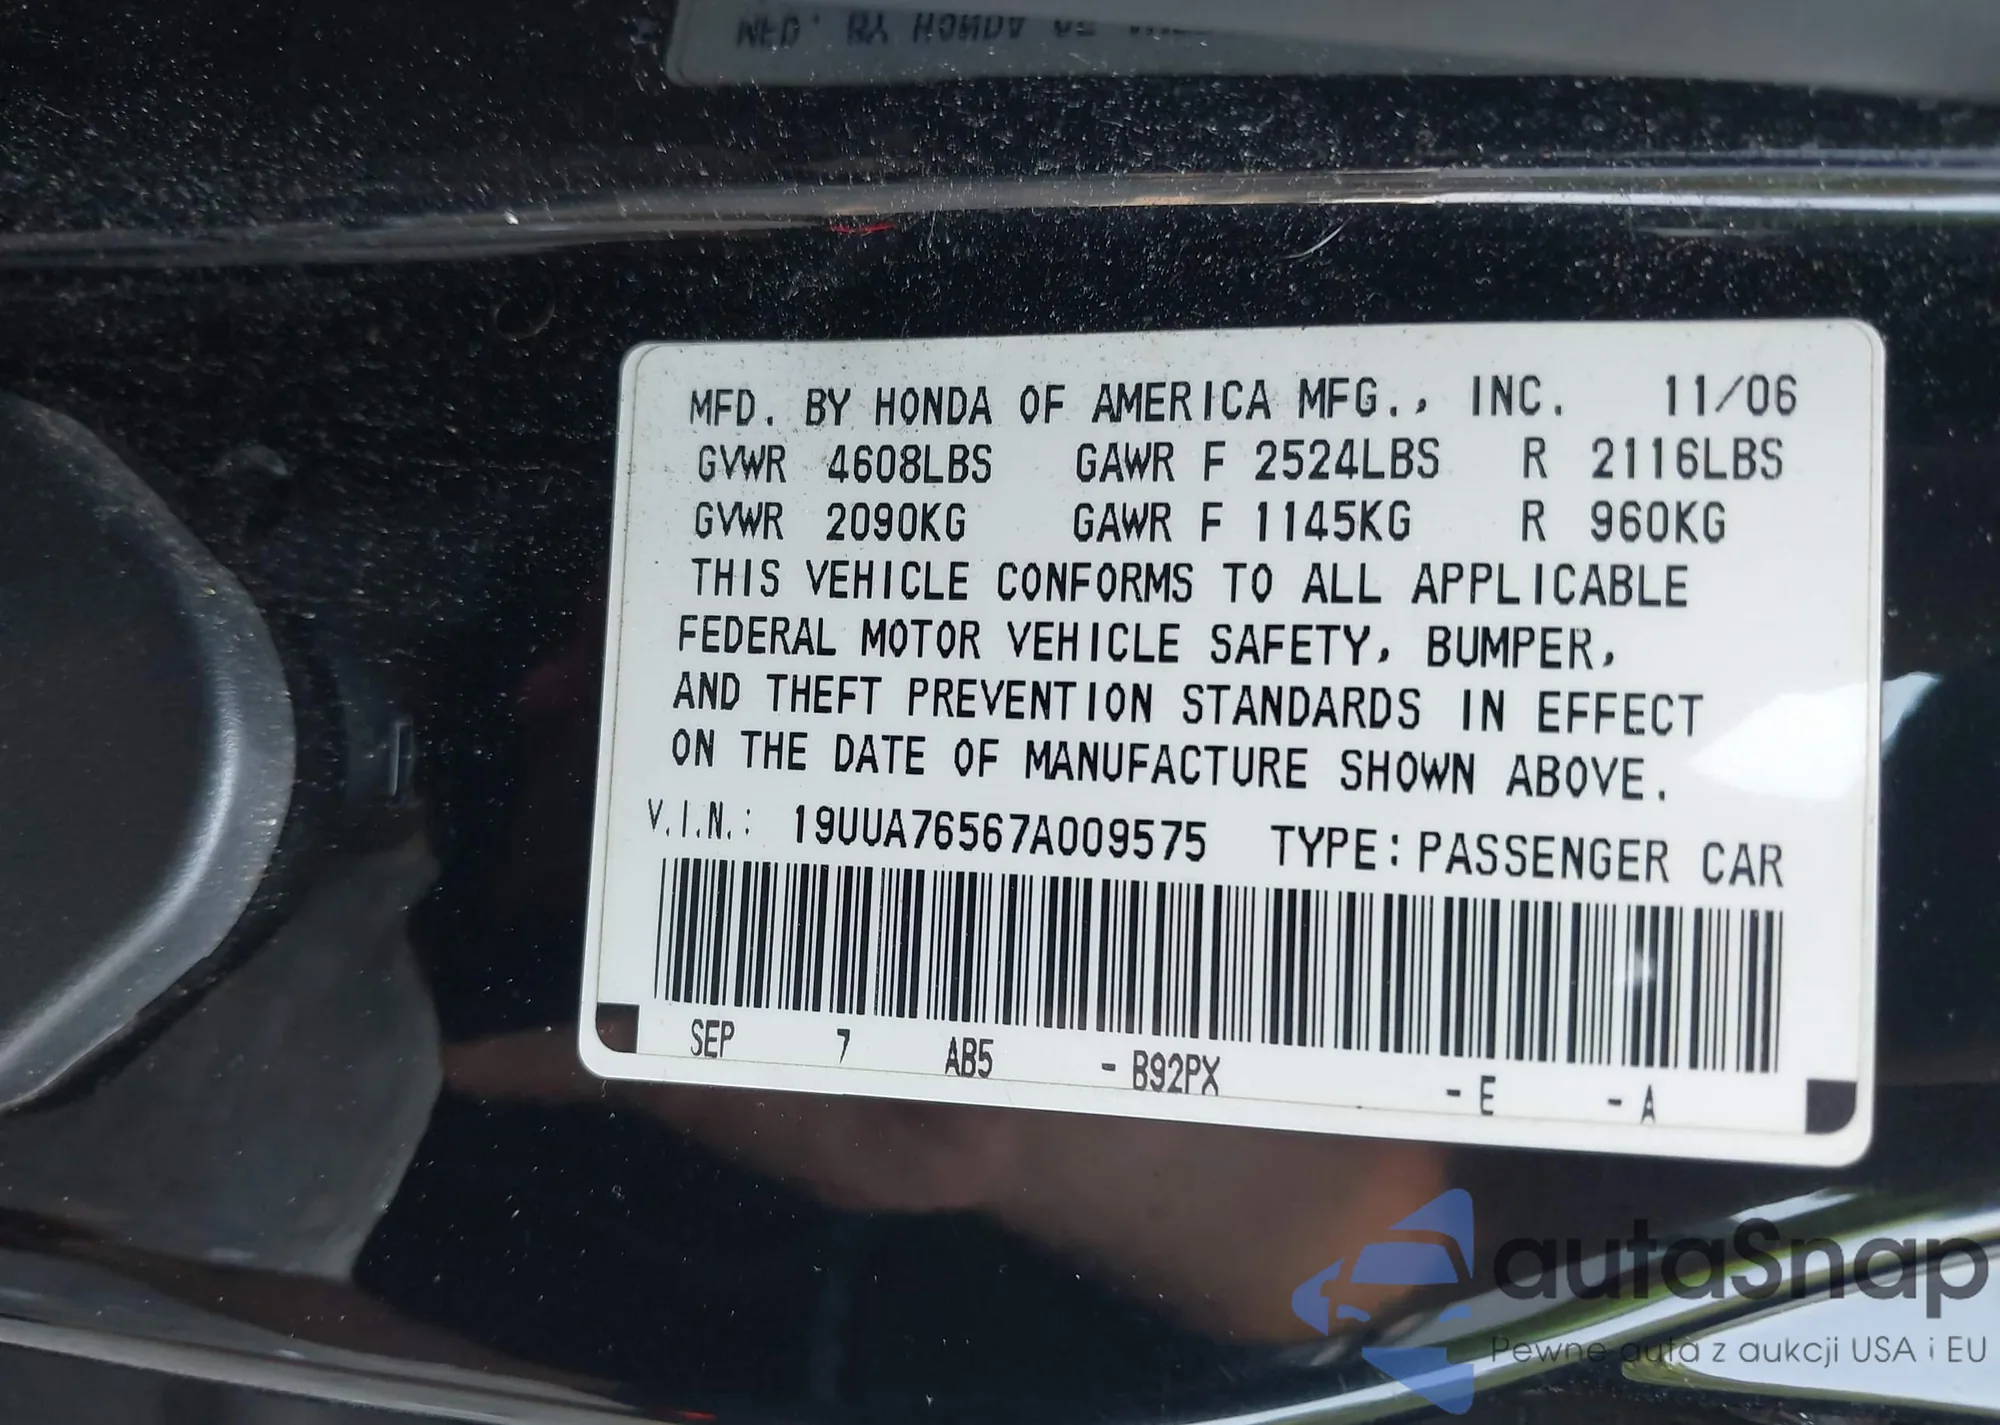 MFD. BY HONDA
MFD. BY HONDA OF AMERICA MFG., INC. 11/06
GVWR 4608LBS GAWR F 2524LBS R 2116LBS
GVWR 2090KG GAWR F 1145KG R 960KG
THIS VEHICLE CONFORMS TO ALL APPLICABLE
FEDERAL MOTOR VEHICLE SAFETY, BUMPER,
AND THEFT PREVENTION STANDARDS IN EFFECT
ON THE DATE OF MANUFACTURE SHOWN ABOVE.
V.I.N.: 19UUA76567A009575 TYPE: PASSENGER CAR
SEP 7 AB5 - B92PX - E - A
autaSnap
Pewne auta z aukcji USA i EU